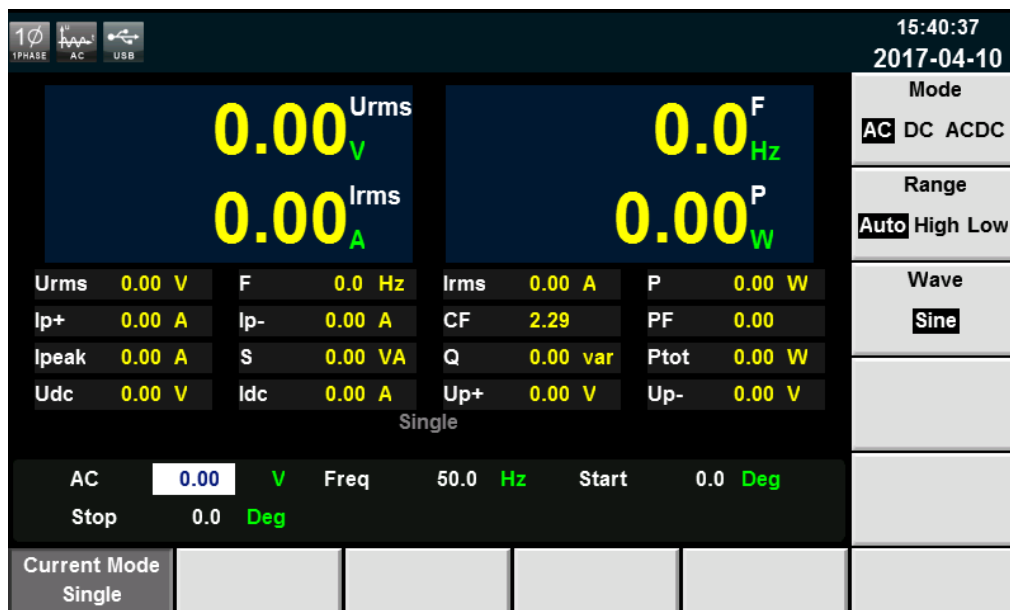 1Ø
1PHASE
u
t
AC
USB
15:40:37
2017-04-10
0.00 Urms V
0.0 F Hz
0.00 Irms A
0.00 P W
Mode
AC DC ACDC
Range
Auto High Low
Wave
Sine
Urms 0.00 V F 0.0 Hz Irms 0.00 A P 0.00 W
Ip+ 0.00 A Ip- 0.00 A CF 2.29 PF 0.00
Ipeak 0.00 A S 0.00 VA Q 0.00 var Ptot 0.00 W
Udc 0.00 V Idc 0.00 A Up+ 0.00 V Up- 0.00 V
Single
AC 0.00 V Freq 50.0 Hz Start 0.0 Deg
Stop 0.0 Deg
Current Mode
Single